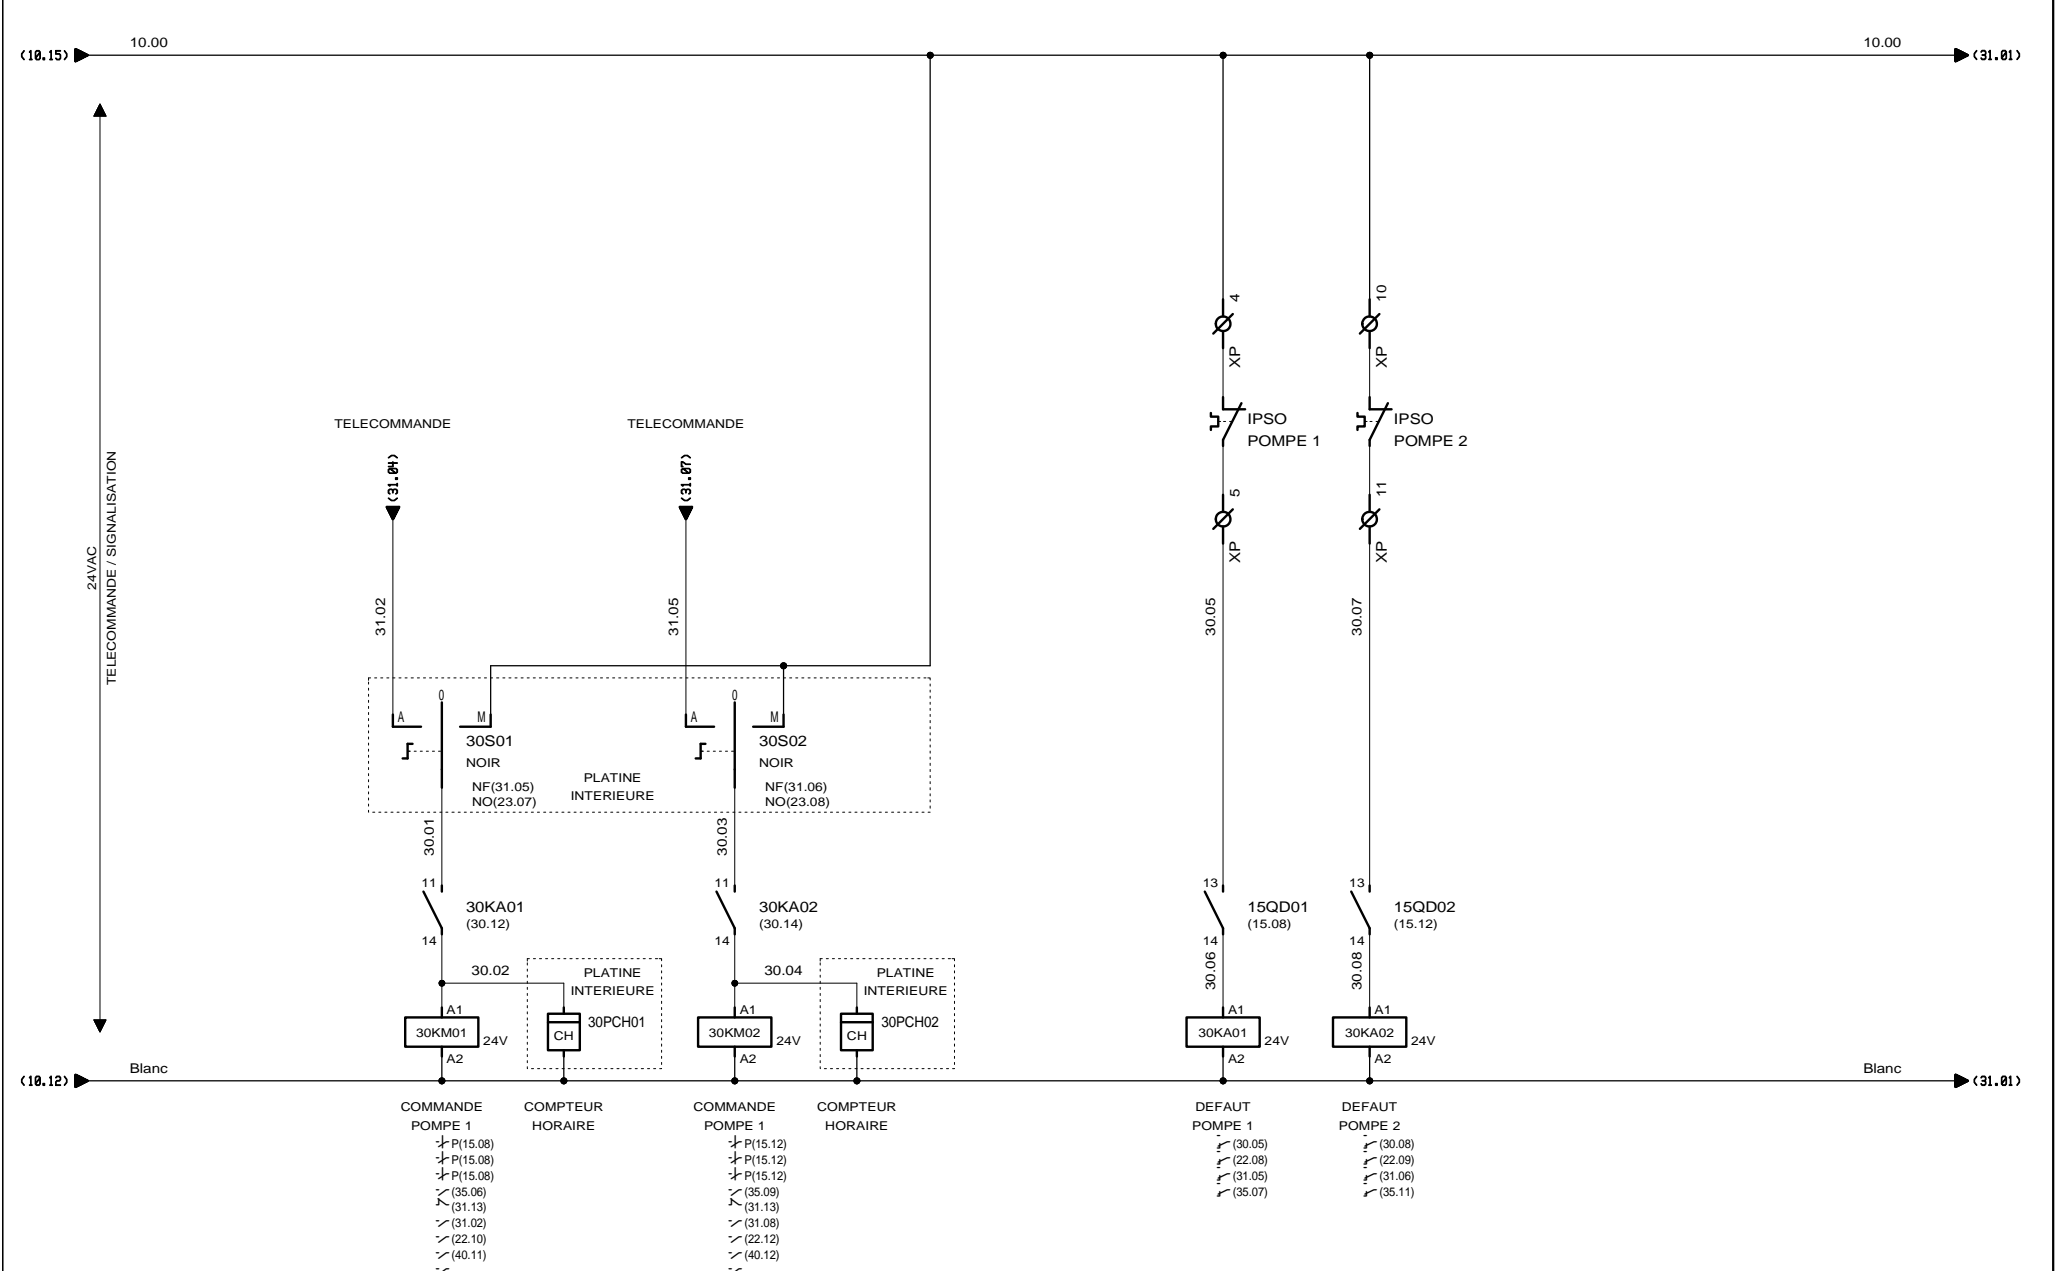 10.00
10.00
(10.15)
(31.01)
24VAC
TELECOMMANDE / SIGNALISATION
4
10
XP
XP
TELECOMMANDE
TELECOMMANDE
IPSO
POMPE 1
IPSO
POMPE 2
(31.04)
(31.07)
5
11
XP
XP
31.02
31.05
30.05
30.07
0
0
A
M
A
M
30S01
NOIR
NF(31.05)
NO(23.07)
PLATINE
INTERIEURE
30S02
NOIR
NF(31.06)
NO(23.08)
30.01
30.03
11
30KA01
(30.12)
14
11
30KA02
(30.14)
14
13
15QD01
(15.08)
14
13
15QD02
(15.12)
14
30.02
PLATINE
INTERIEURE
30.04
PLATINE
INTERIEURE
30.06
30.08
A1
30KM01
24V
A2
CH
30PCH01
A1
30KM02
24V
A2
CH
30PCH02
A1
30KA01
24V
A2
A1
30KA02
24V
A2
Blanc
Blanc
(10.12)
(31.01)
COMMANDE
POMPE 1
P(15.08)
P(15.08)
P(15.08)
(35.06)
(31.13)
(31.02)
(22.10)
(40.11)
COMPTEUR
HORAIRE
COMMANDE
POMPE 1
P(15.12)
P(15.12)
P(15.12)
(35.09)
(31.13)
(31.08)
(22.12)
(40.12)
COMPTEUR
HORAIRE
DEFAUT
POMPE 1
(30.05)
(22.08)
(31.05)
(35.07)
DEFAUT
POMPE 2
(30.08)
(22.09)
(31.06)
(35.11)